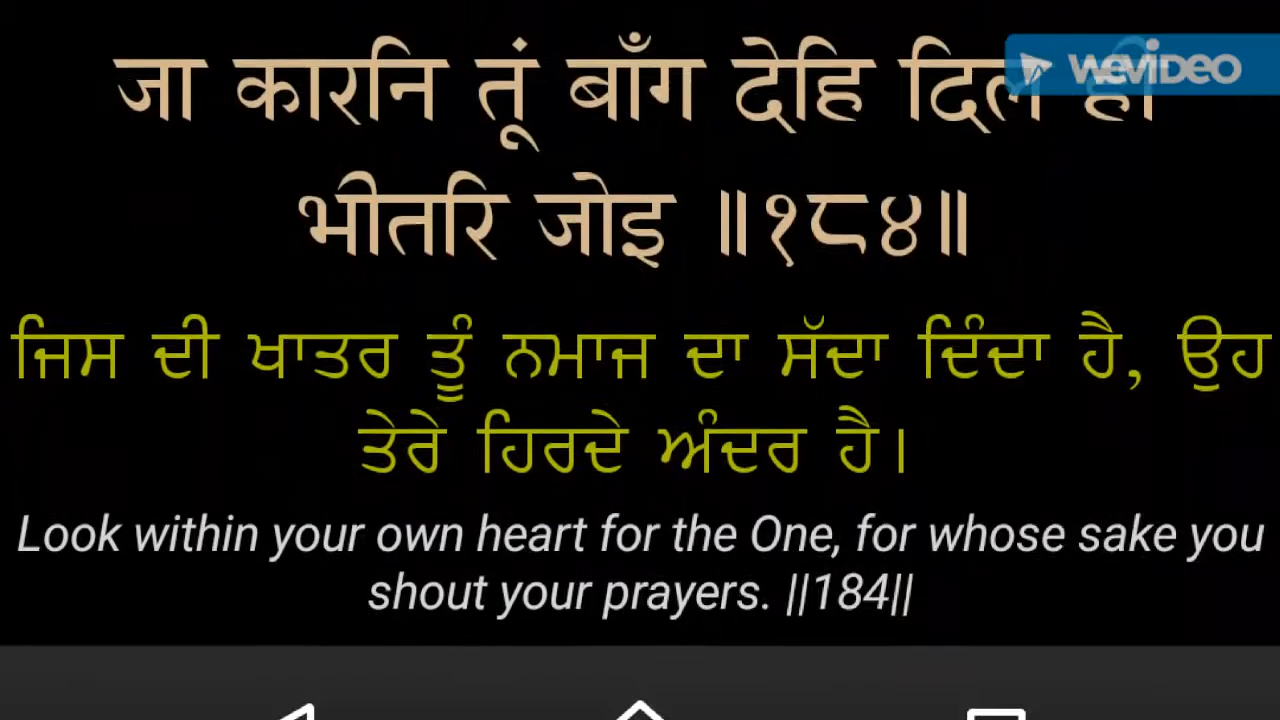 जा कारनि तूं बाँग देहि दिल ही
WEVIDEO
भीतरि जोइ ॥१८४॥
ਜਿਸ ਦੀ ਖਾਤਰ ਤੂੰ ਨਮਾਜ ਦਾ ਸੱਦਾ ਦਿੰਦਾ ਹੈ, ਉਹ
ਤੇਰੇ ਹਿਰਦੇ ਅੰਦਰ ਹੈ।
Look within your own heart for the One, for whose sake you
shout your prayers. ||184||